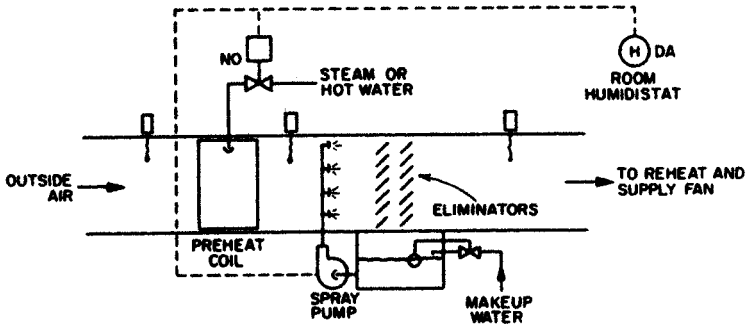 NO
H DA
STEAM OR
HOT WATER
ROOM
HUMIDISTAT
OUTSIDE
AIR
TO REHEAT AND
SUPPLY FAN
ELIMINATORS
PREHEAT
COIL
SPRAY
PUMP
MAKEUP
WATER